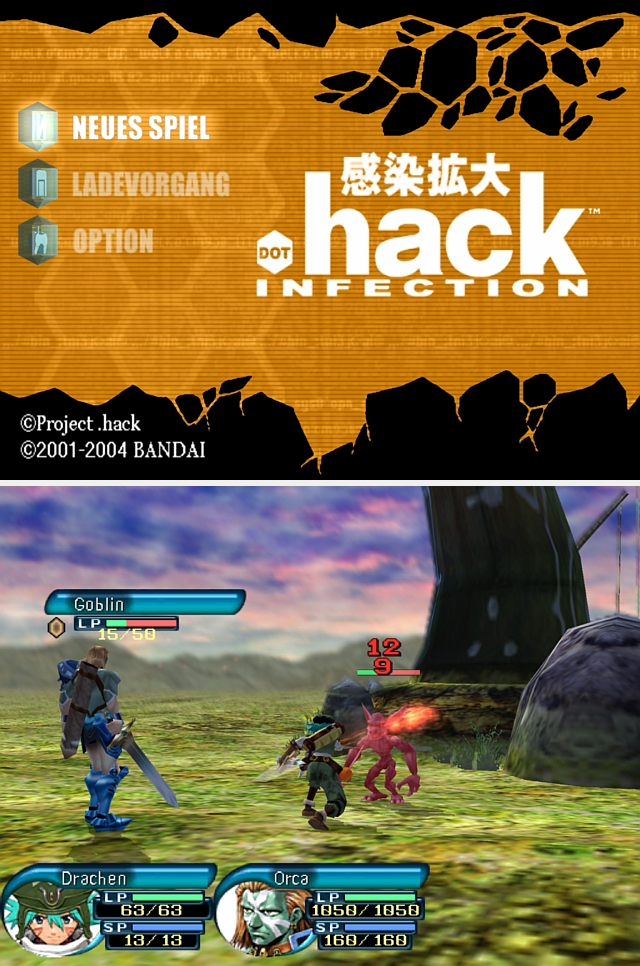 NEUES SPIEL
LADEVORGANG
OPTION
感染拡大
DOT
.hack™
INFECTION
©Project .hack
©2001-2004 BANDAI
Goblin
LP
15/50
12
9
Drachen
LP
63/63
SP
13/13
Orca
LP
1050/1050
SP
160/160